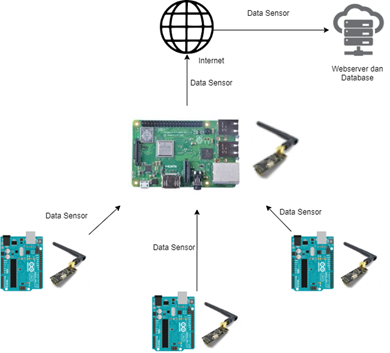 Data Sensor
Internet
Webserver dan
Database
Data Sensor
Data Sensor
Data Sensor
Data Sensor